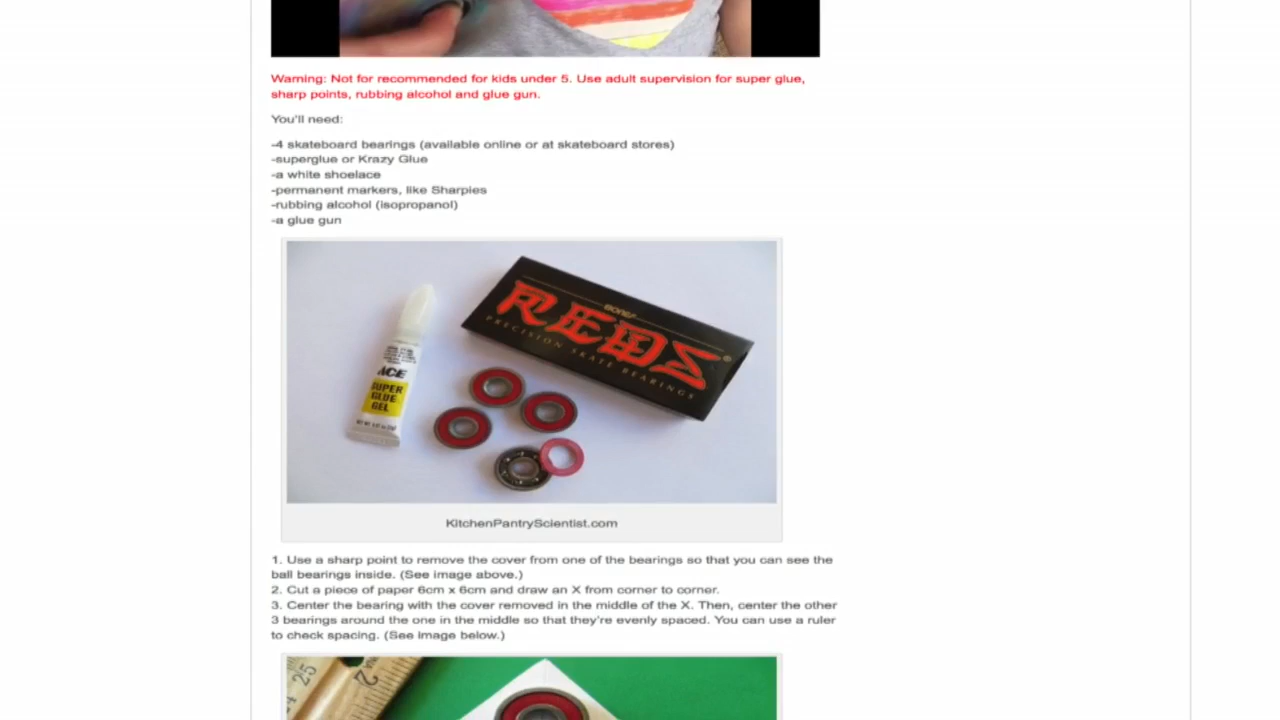 Warning: Not for recommended for kids under 5. Use adult supervision for super glue,
sharp points, rubbing alcohol and glue gun.
You'll need:
-4 skateboard bearings (available online or at skateboard stores)
-superglue or Krazy Glue
-a white shoelace
-permanent markers, like Sharpies
-rubbing alcohol (isopropanol)
-a glue gun
BONES
REDS®
PRECISION SKATE BEARINGS
ACE
SUPER
GLUE
GEL
KitchenPantryScientist.com
1. Use a sharp point to remove the cover from one of the bearings so that you can see the
ball bearings inside. (See image above.)
2. Cut a piece of paper 6cm x 6cm and draw an X from corner to corner.
3. Center the bearing with the cover removed in the middle of the X. Then, center the other
3 bearings around the one in the middle so that they're evenly spaced. You can use a ruler
to check spacing. (See image below.)
24 25
2